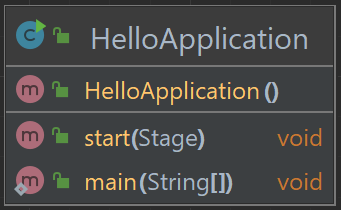 C HelloApplication
m HelloApplication()
m start(Stage) void
m main(String[]) void